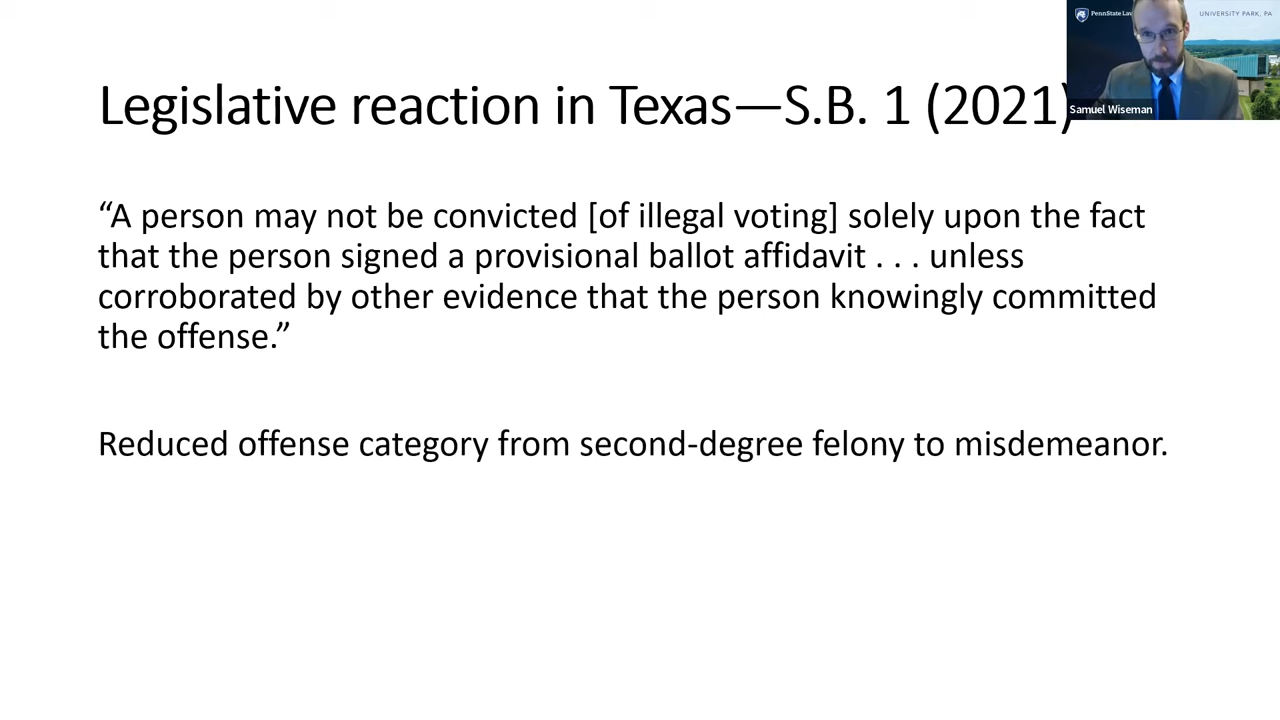 PennState Law
UNIVERSITY PARK, PA
Samuel Wiseman
Legislative reaction in Texas—S.B. 1 (2021)
“A person may not be convicted [of illegal voting] solely upon the fact
that the person signed a provisional ballot affidavit . . . unless
corroborated by other evidence that the person knowingly committed
the offense.”
Reduced offense category from second-degree felony to misdemeanor.